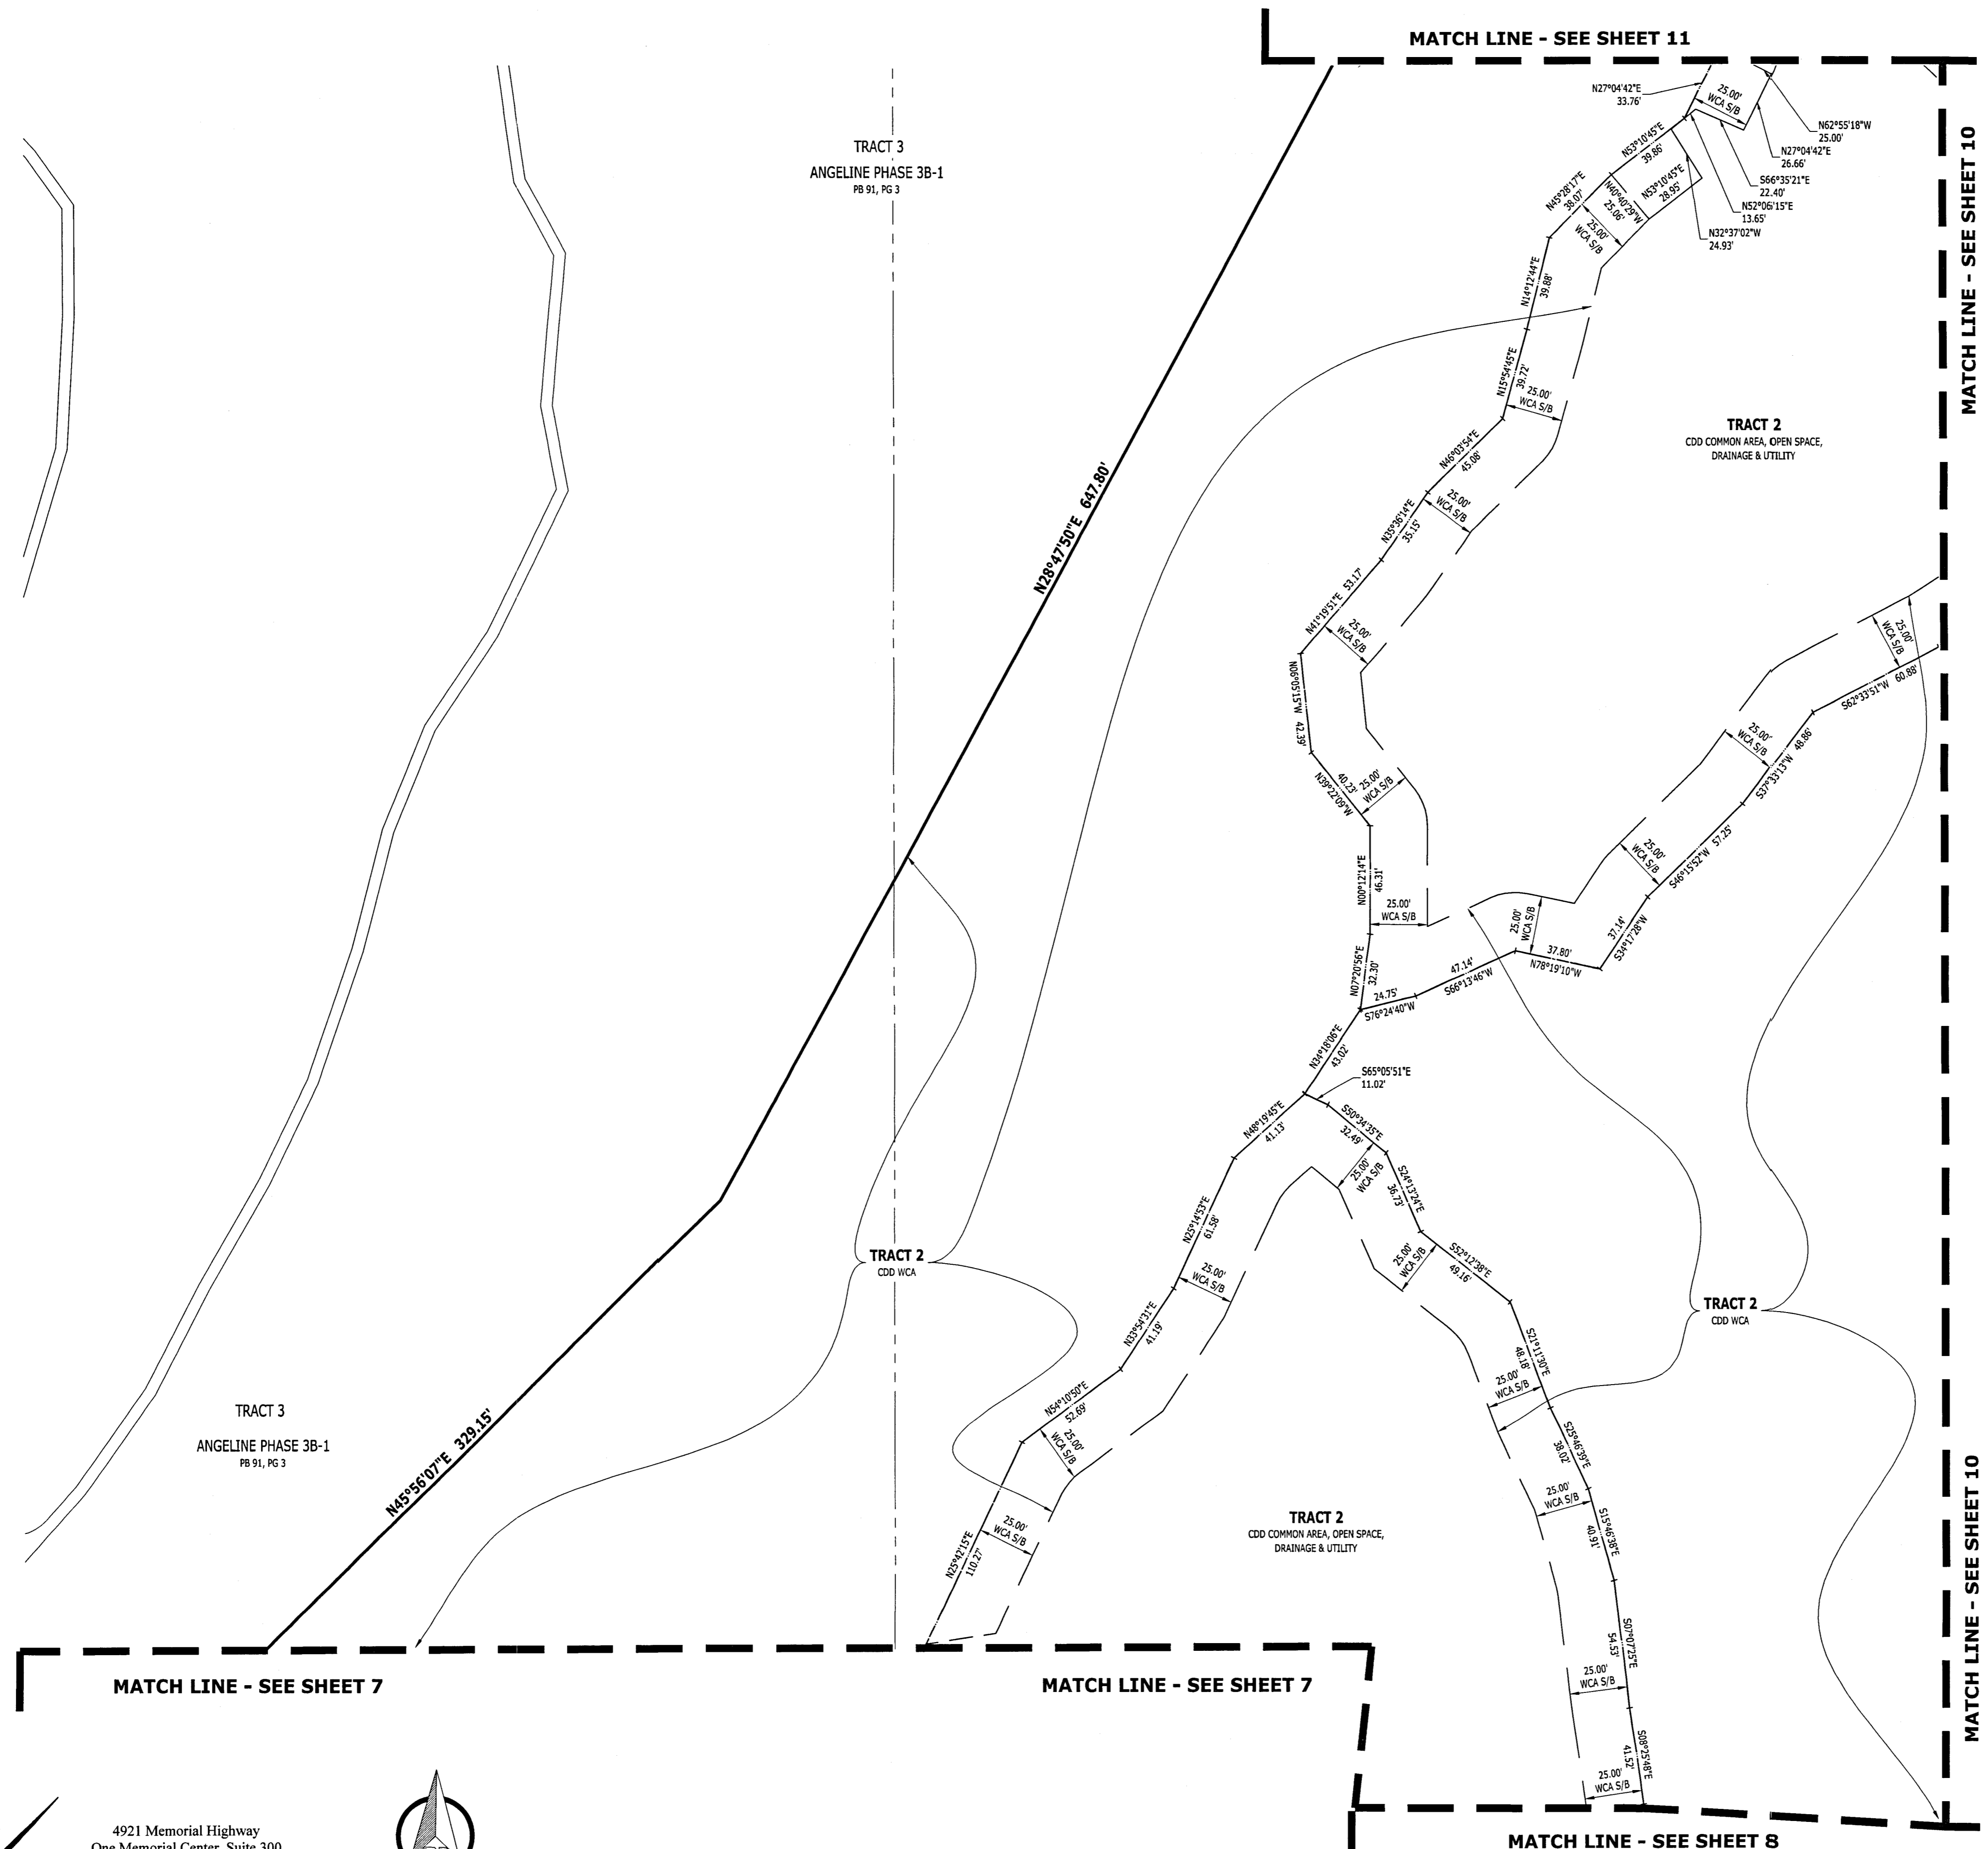 MATCH LINE - SEE SHEET 11
N27°04'42"E
33.76'
25.00'
WCA S/B
N62°55'18"W
25.00'
N27°04'42"E
26.66'
S66°35'21"E
22.40'
N52°06'15"E
13.65'
N32°37'02"W
24.93'
N53°10'45"E
39.86'
N53°10'45"E
28.95'
N40°40'29"W
25.06'
N45°28'17"E
38.07'
25.00'
WCA S/B
MATCH LINE - SEE SHEET 10
TRACT 3
ANGELINE PHASE 3B-1
PB 91, PG 3
N14°12'44"E
39.88'
N15°54'45"E
39.72'
25.00'
WCA S/B
TRACT 2
CDD COMMON AREA, OPEN SPACE,
DRAINAGE & UTILITY
N46°03'54"E
45.08'
25.00'
WCA S/B
N35°36'14"E
35.15'
N28°47'50"E 647.80'
N41°19'51"E 53.17'
25.00'
WCA S/B
25.00'
WCA S/B
S62°33'51"W 60.88'
N06°05'15"W 42.39'
25.00'
WCA S/B
S37°33'13"W 48.86'
40.23'
N39°22'09"W
25.00'
WCA S/B
25.00'
WCA S/B
S46°15'52"W 57.25'
N00°12'14"E
46.31'
25.00'
WCA S/B
25.00'
WCA S/B
37.80'
N78°19'10"W
37.14'
S34°17'28"W
N07°20'56"E
32.30'
24.75'
S76°24'40"W
47.14'
S66°13'46"W
N34°18'06"E
43.02'
S65°05'51"E
11.02'
N48°19'45"E
41.13'
S50°34'35"E
32.49'
25.00'
WCA S/B
S24°13'24"E
36.73'
N25°14'53"E
61.58'
25.00'
WCA S/B
25.00'
WCA S/B
S52°12'38"E
49.16'
TRACT 2
CDD WCA
TRACT 2
CDD WCA
N33°54'31"E
41.19'
S21°11'30"E
48.18'
25.00'
WCA S/B
N54°10'50"E
52.69'
25.00'
WCA S/B
S25°46'39"E
38.02'
TRACT 3
ANGELINE PHASE 3B-1
PB 91, PG 3
N45°56'07"E 329.15'
25.00'
WCA S/B
S15°46'38"E
40.91'
TRACT 2
CDD COMMON AREA, OPEN SPACE,
DRAINAGE & UTILITY
N25°42'15"E
110.27'
25.00'
WCA S/B
MATCH LINE - SEE SHEET 10
S07°07'25"E
54.53'
25.00'
WCA S/B
MATCH LINE - SEE SHEET 7
MATCH LINE - SEE SHEET 7
S08°25'48"E
41.52'
25.00'
WCA S/B
MATCH LINE - SEE SHEET 8
4921 Memorial Highway
One Memorial Center, Suite 300